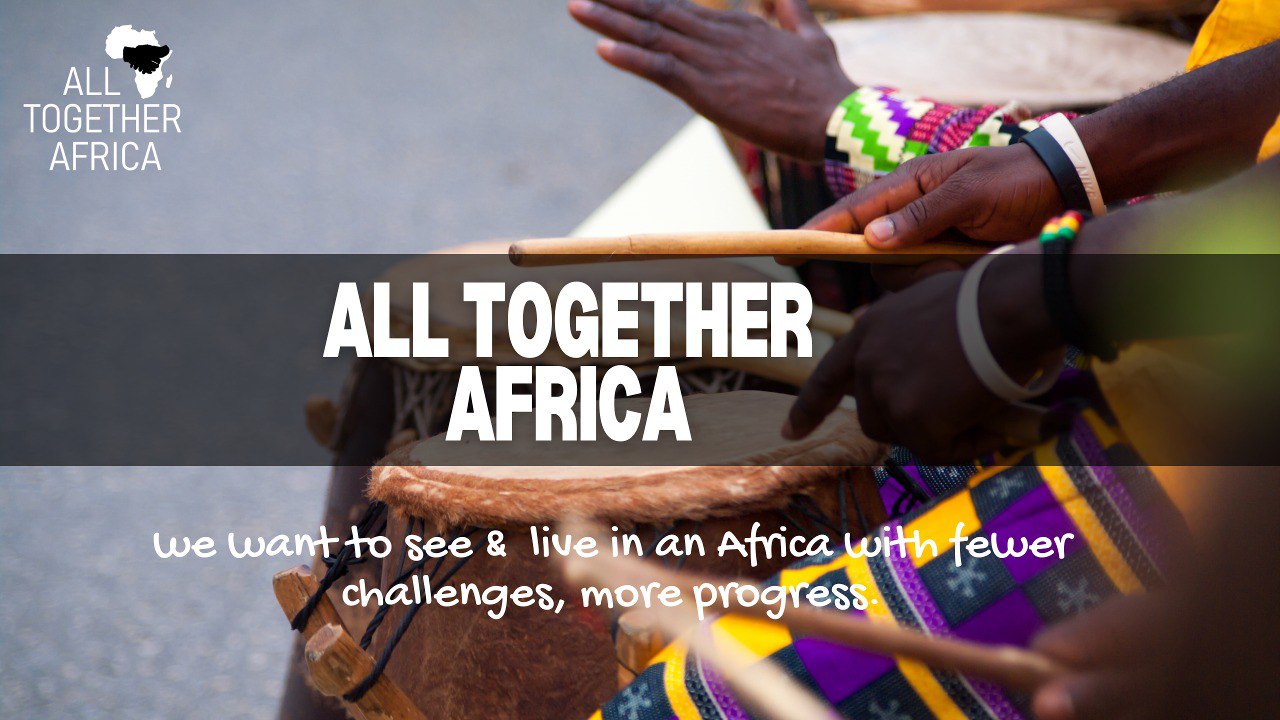 ALL
TOGETHER
AFRICA
ALL TOGETHER
AFRICA
We want to see & live in an Africa with fewer
challenges, more progress.